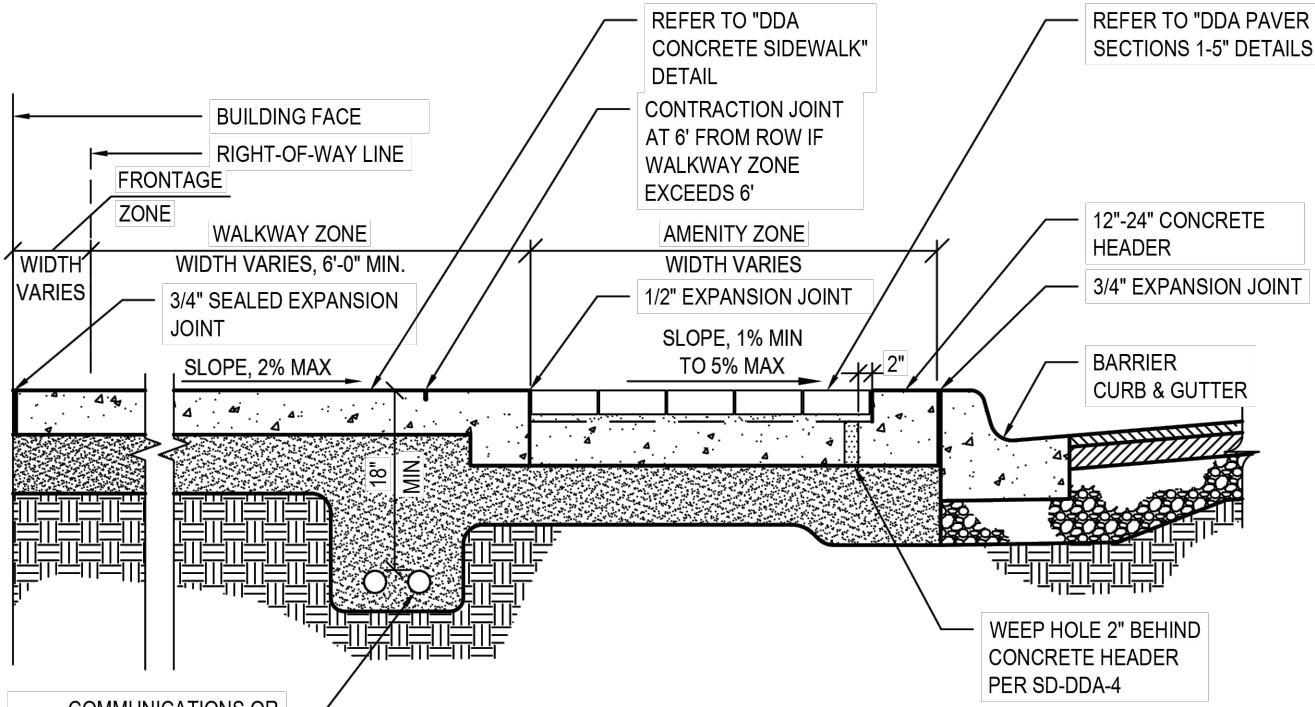 REFER TO "DDA
CONCRETE SIDEWALK"
DETAIL
REFER TO "DDA PAVER
SECTIONS 1-5" DETAILS
BUILDING FACE
CONTRACTION JOINT
AT 6' FROM ROW IF
WALKWAY ZONE
EXCEEDS 6'
RIGHT-OF-WAY LINE
FRONTAGE
ZONE
WALKWAY ZONE
WIDTH VARIES, 6'-0" MIN.
AMENITY ZONE
WIDTH VARIES
12"-24" CONCRETE
HEADER
WIDTH
VARIES
3/4" SEALED EXPANSION
JOINT
1/2" EXPANSION JOINT
3/4" EXPANSION JOINT
SLOPE, 2% MAX
SLOPE, 1% MIN
TO 5% MAX
2"
BARRIER
CURB & GUTTER
18"
MIN.
WEEP HOLE 2" BEHIND
CONCRETE HEADER
PER SD-DDA-4
COMMUNICATIONS OR